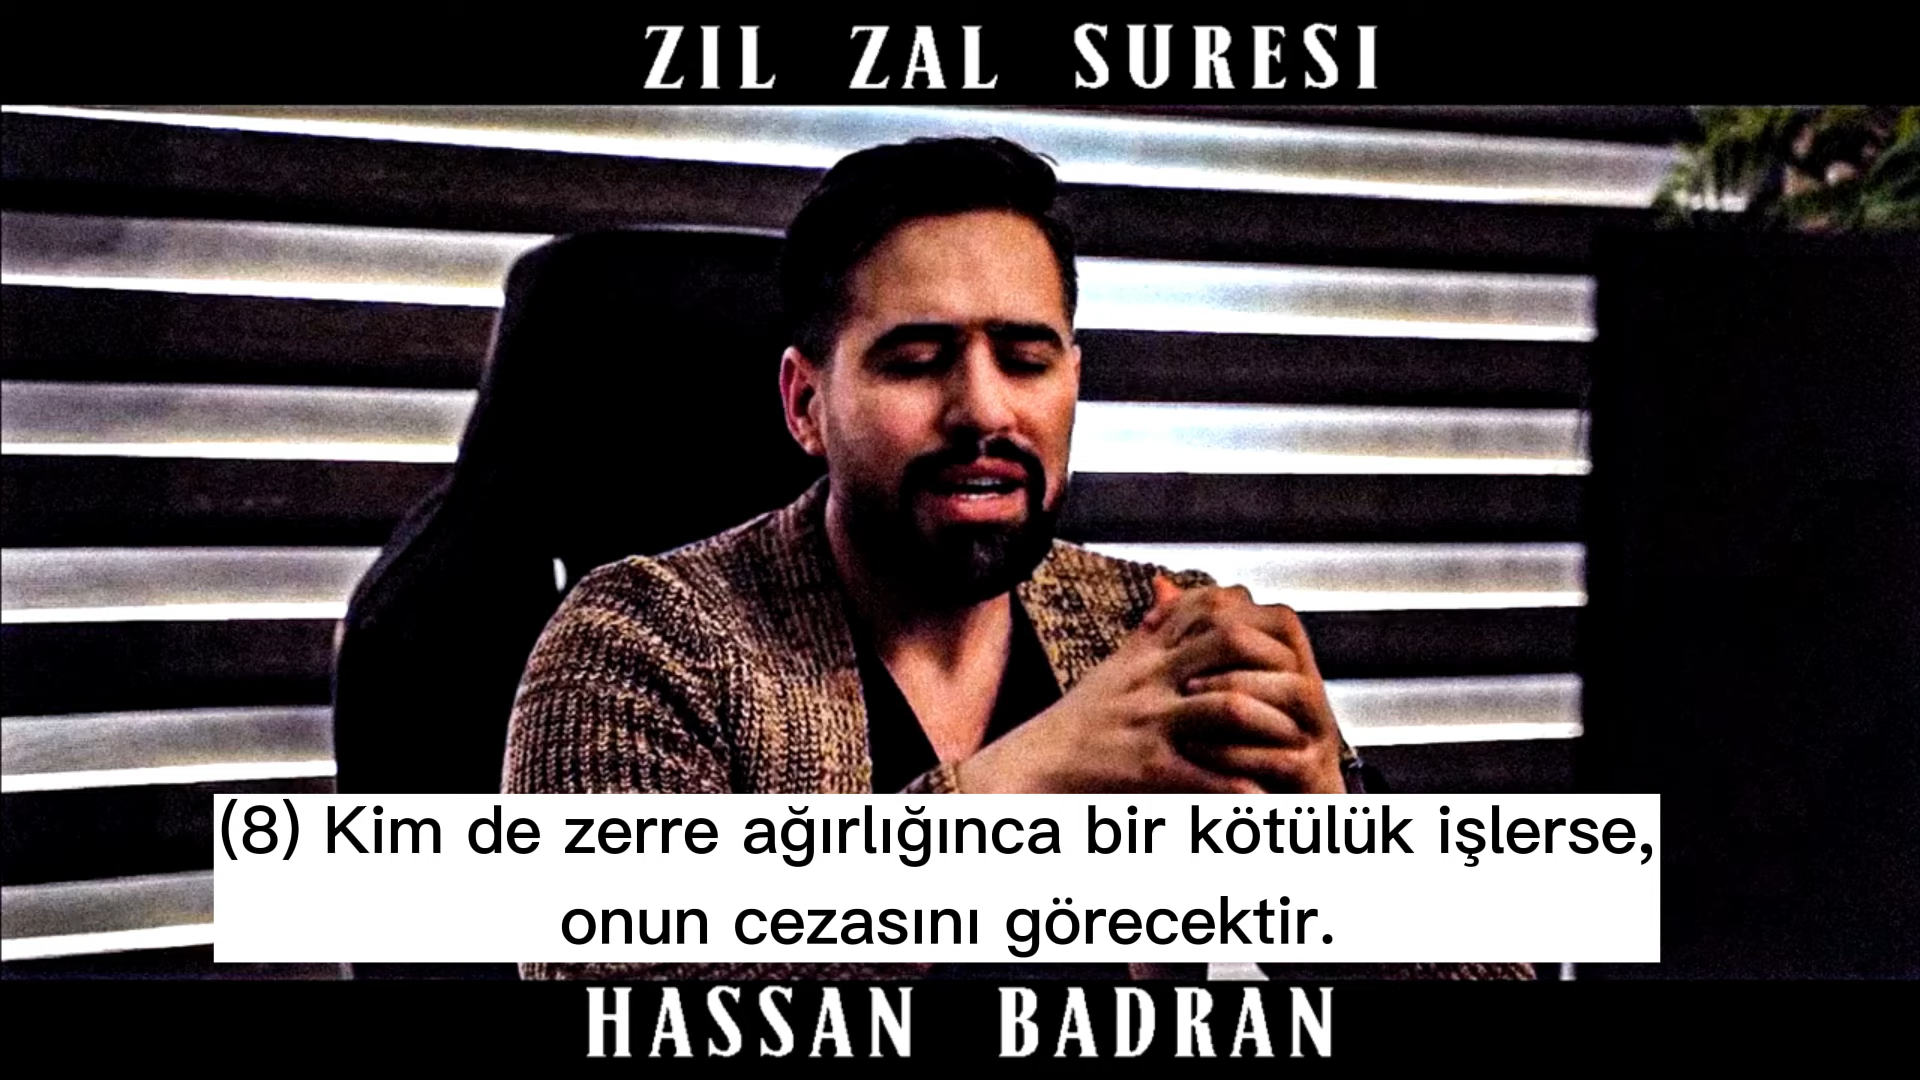 ZIL ZAL SURESI
(8) Kim de zerre ağırlığınca bir kötülük işlerse,
onun cezasını görecektir.
HASSAN BADRAN